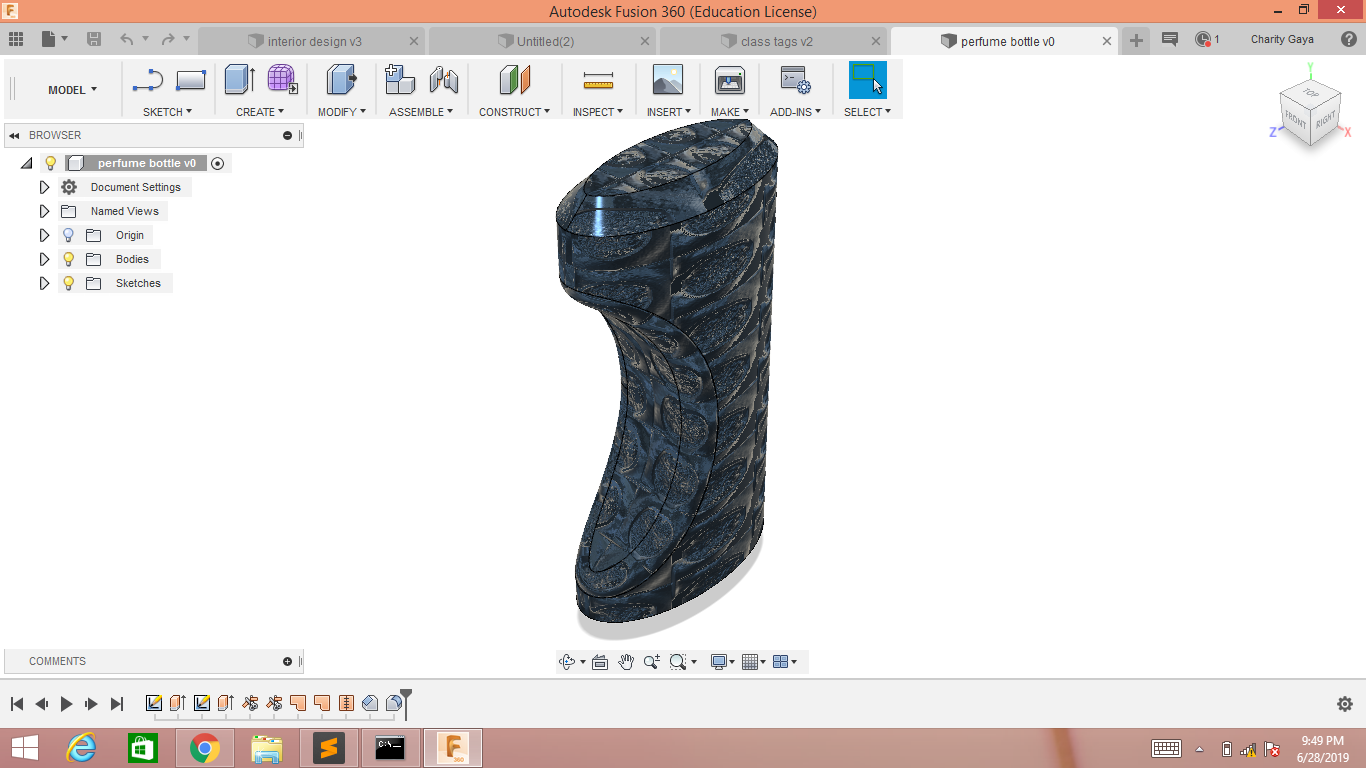 Autodesk Fusion 360 (Education License)
interior design v3
Untitled(2)
class tags v2
perfume bottle v0
1
Charity Gaya
MODEL
SKETCH
CREATE
MODIFY
ASSEMBLE
CONSTRUCT
INSPECT
INSERT
MAKE
ADD-INS
SELECT
Y
TOP
FRONT
RIGHT
Z
X
BROWSER
perfume bottle v0
Document Settings
Named Views
Origin
Bodies
Sketches
COMMENTS
9:49 PM
6/28/2019